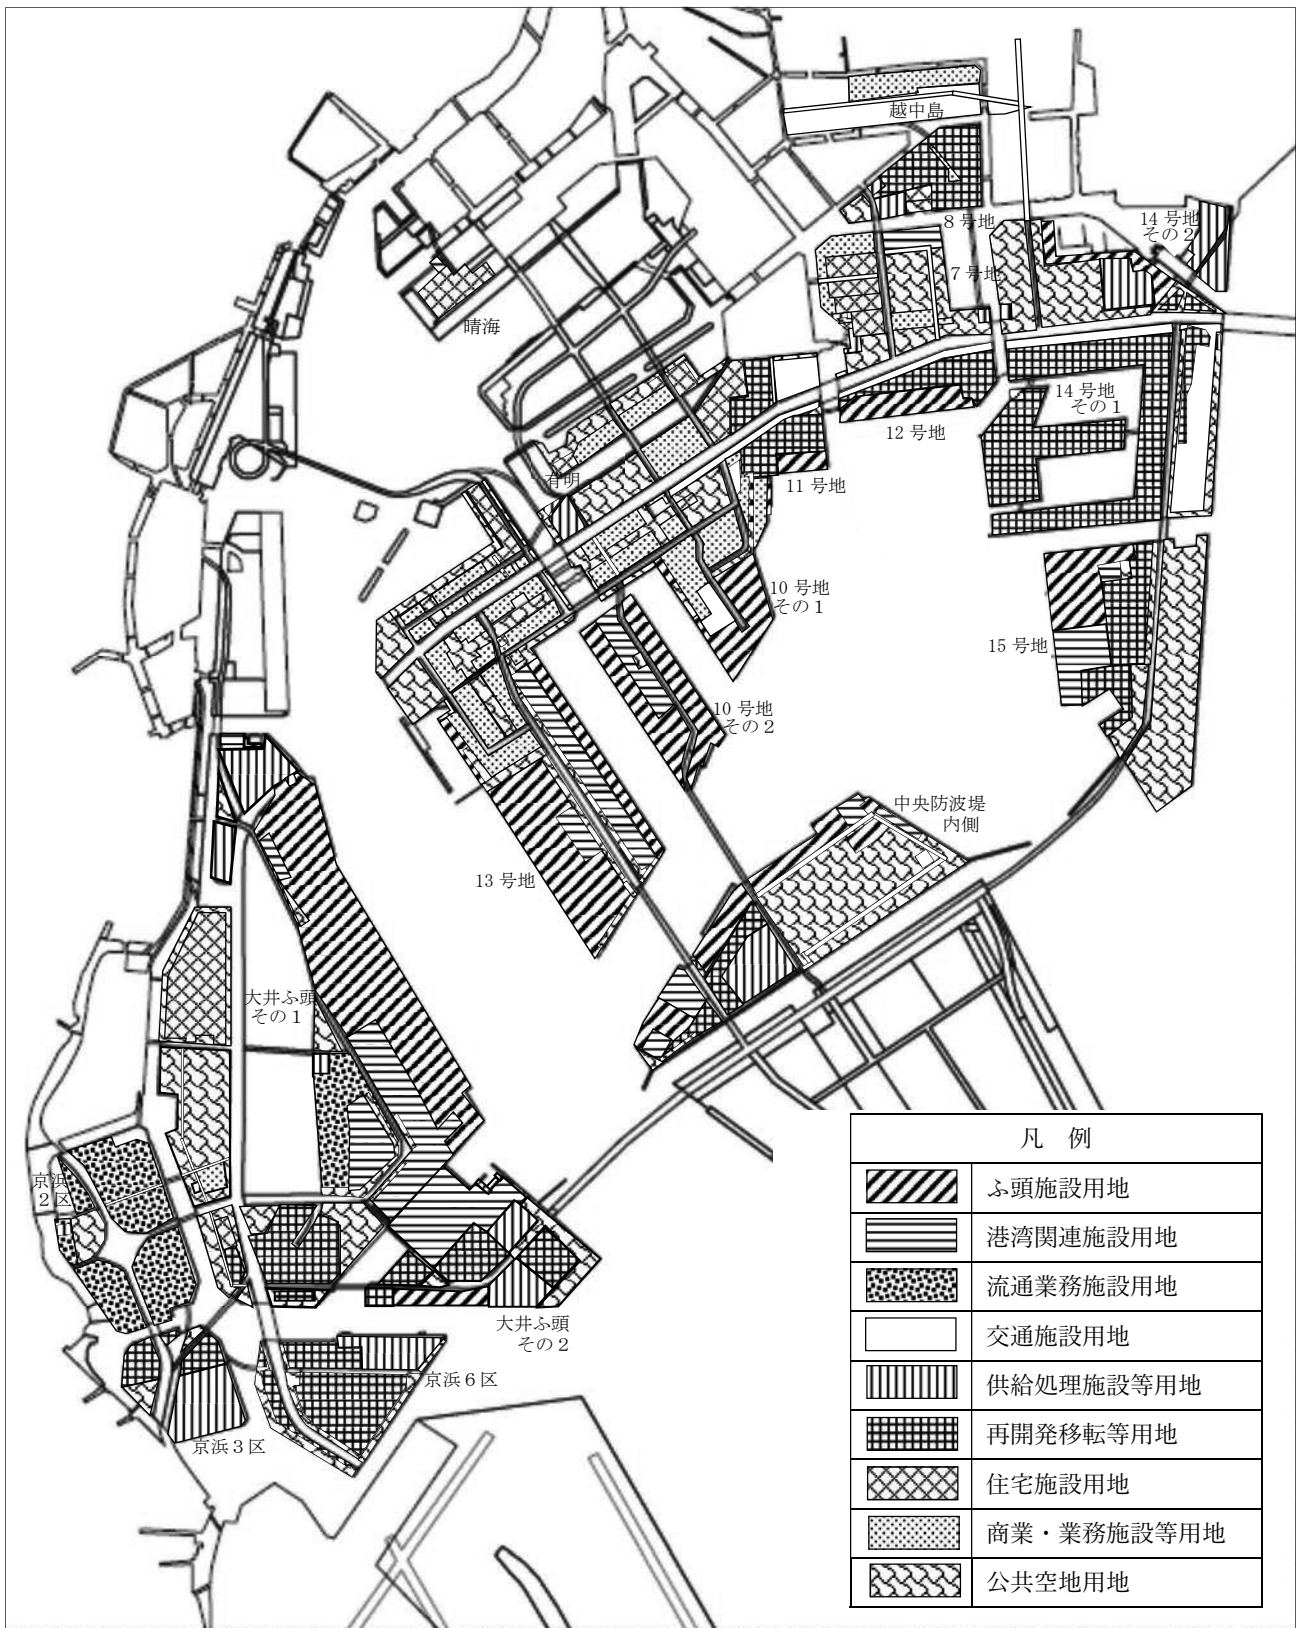 越中島
8号地
14号地
その2
7号地
晴海
14号地
その1
12号地
有明
11号地
10号地
その1
15号地
10号地
その2
中央防波堤
内側
13号地
大井ふ頭
その1
京浜
2区
大井ふ頭
その2
京浜6区
京浜3区
凡 例
ふ頭施設用地
港湾関連施設用地
流通業務施設用地
交通施設用地
供給処理施設等用地
再開発移転等用地
住宅施設用地
商業・業務施設等用地
公共空地用地